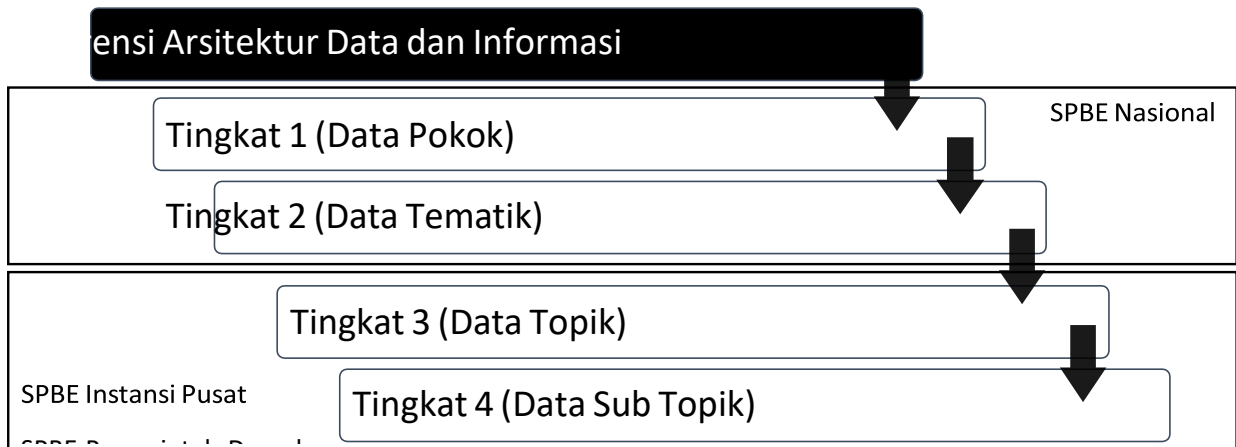 ensi Arsitektur Data dan Informasi
SPBE Nasional
Tingkat 1 (Data Pokok)
Tingkat 2 (Data Tematik)
Tingkat 3 (Data Topik)
SPBE Instansi Pusat
Tingkat 4 (Data Sub Topik)